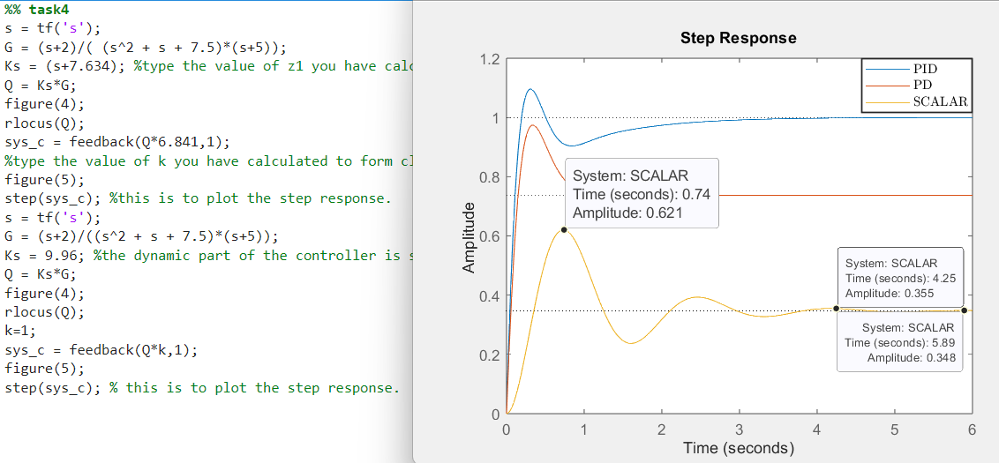 %% task4
s = tf('s');
G = (s+2)/( (s^2 + s + 7.5)*(s+5));
Ks = (s+7.634); %type the value of z1 you have calc
Q = Ks*G;
figure(4);
rlocus(Q);
sys_c = feedback(Q*6.841,1);
%type the value of k you have calculated to form cl
figure(5);
step(sys_c); %this is to plot the step response.
s = tf('s');
G = (s+2)/((s^2 + s + 7.5)*(s+5));
Ks = 9.96; %the dynamic part of the controller is s
Q = Ks*G;
figure(4);
rlocus(Q);
k=1;
sys_c = feedback(Q*k,1);
figure(5);
step(sys_c); % this is to plot the step response.
Step Response
PID
PD
SCALAR
System: SCALAR
Time (seconds): 0.74
Amplitude: 0.621
System: SCALAR
Time (seconds): 4.25
Amplitude: 0.355
System: SCALAR
Time (seconds): 5.89
Amplitude: 0.348
Amplitude
1.2
1
0.8
0.6
0.4
0.2
0
0 1 2 3 4 5 6
Time (seconds)